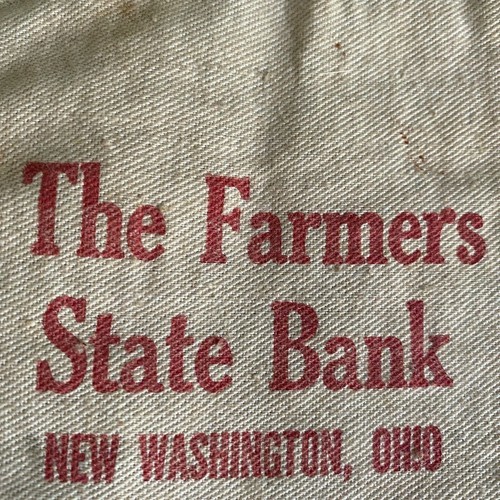 The Farmers
State Bank
NEW WASHINGTON, OHIO